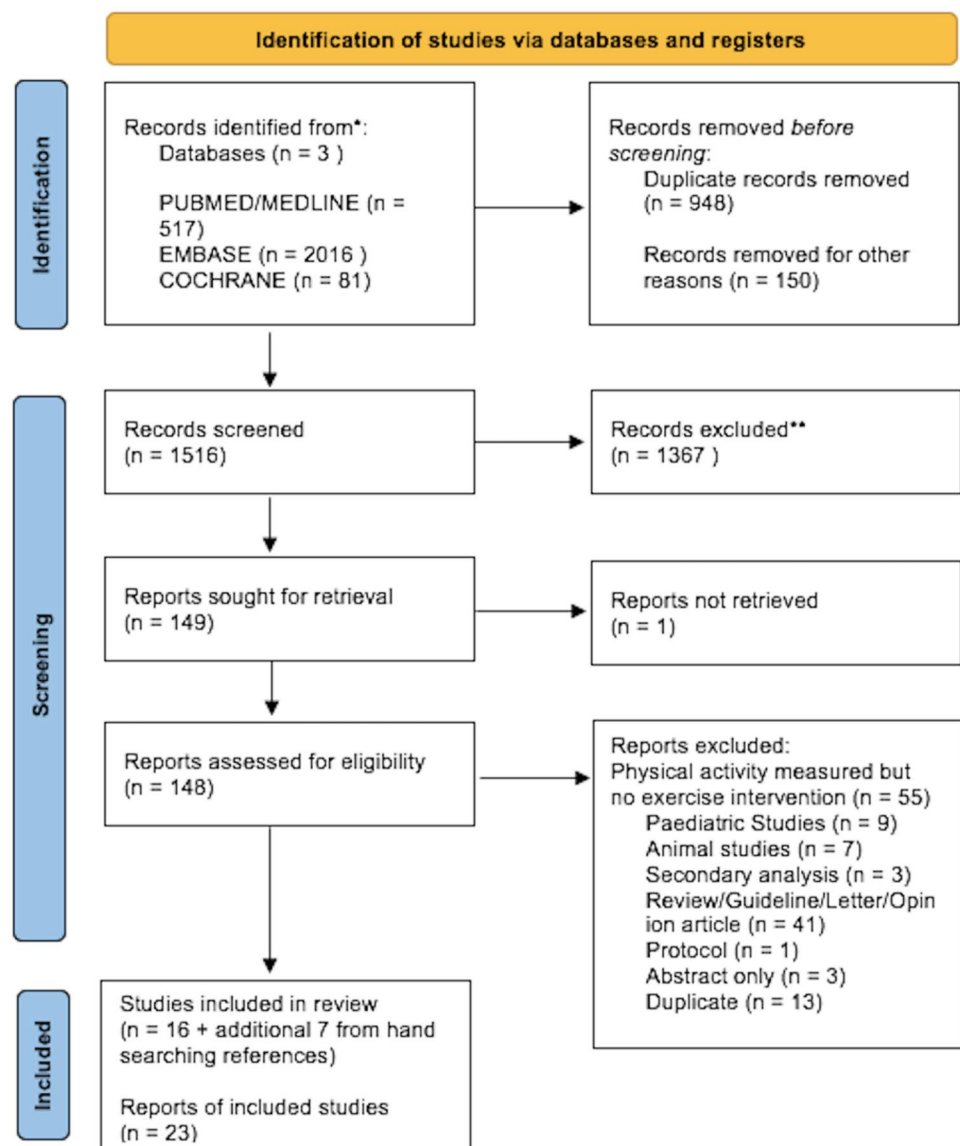 Identification of studies via databases and registers
Identification
Records identified from*:
Databases (n = 3 )
PUBMED/MEDLINE (n =
517)
EMBASE (n = 2016 )
COCHRANE (n = 81)
Records removed before
screening:
Duplicate records removed
(n = 948)
Records removed for other
reasons (n = 150)
Screening
Records screened
(n = 1516)
Records excluded**
(n = 1367 )
Reports sought for retrieval
(n = 149)
Reports not retrieved
(n = 1)
Reports assessed for eligibility
(n = 148)
Reports excluded:
Physical activity measured but
no exercise intervention (n = 55)
Paediatric Studies (n = 9)
Animal studies (n = 7)
Secondary analysis (n = 3)
Review/Guideline/Letter/Opin
ion article (n = 41)
Protocol (n = 1)
Abstract only (n = 3)
Duplicate (n = 13)
Included
Studies included in review
(n = 16 + additional 7 from hand
searching references)
Reports of included studies
(n = 23)